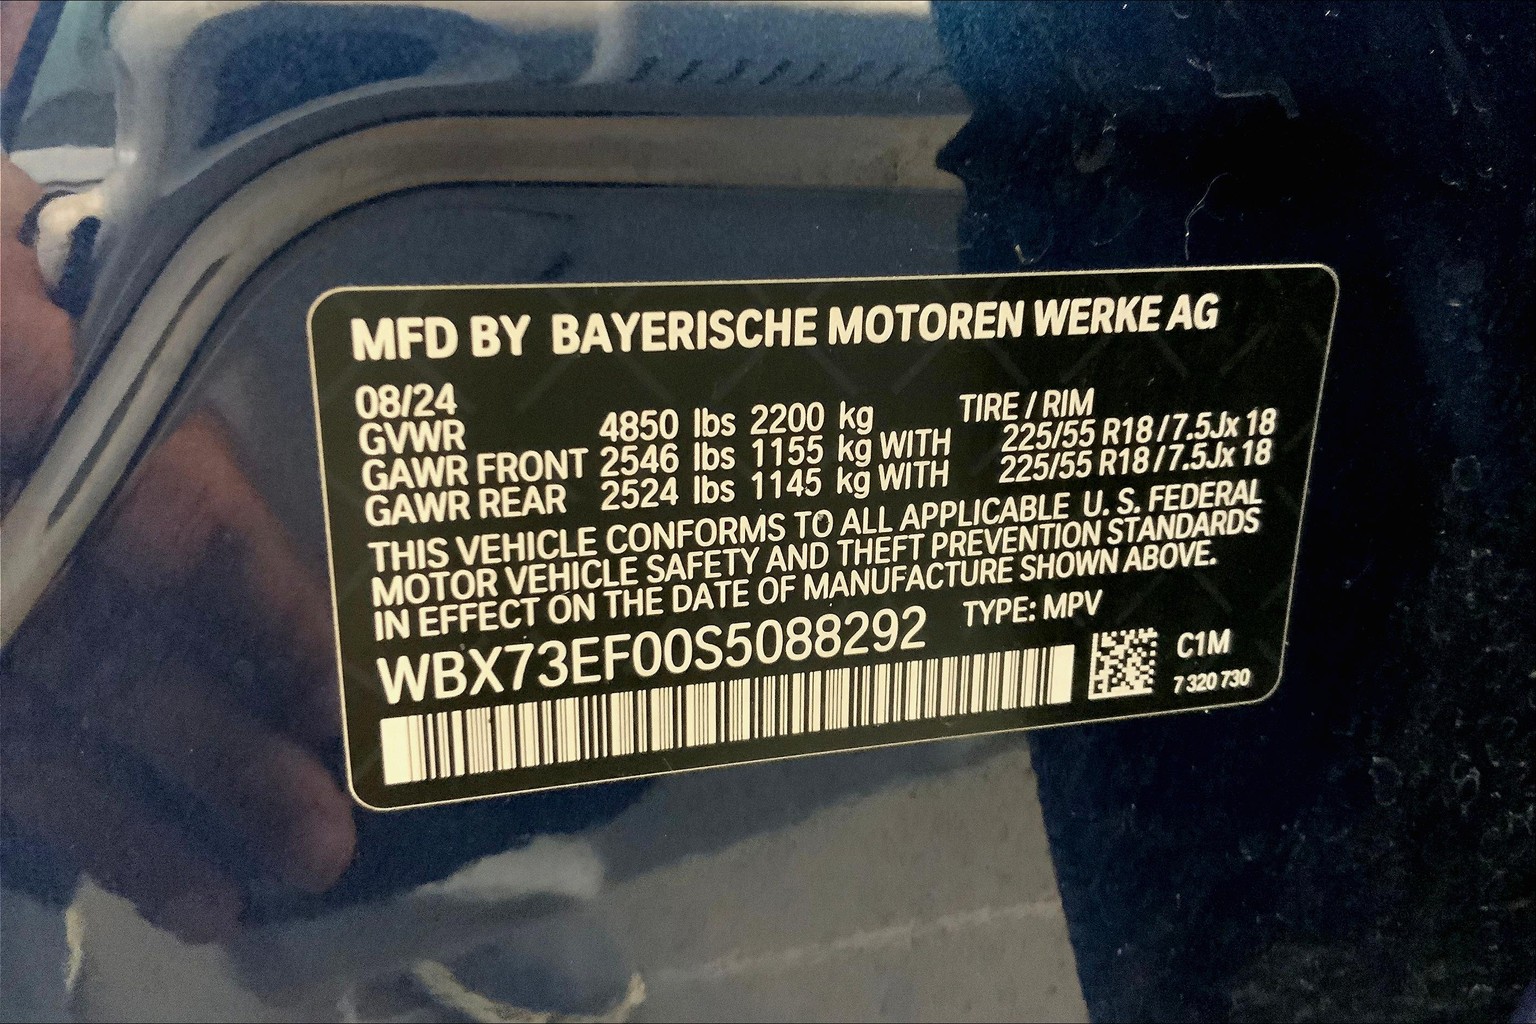 MFD BY BAYERISCHE MOTOREN WERKE AG
08/24
TIRE / RIM
GVWR 4850 lbs 2200 kg
GAWR FRONT 2546 lbs 1155 kg WITH 225/55 R18 / 7.5Jx 18
GAWR REAR 2524 lbs 1145 kg WITH 225/55 R18 / 7.5Jx 18
THIS VEHICLE CONFORMS TO ALL APPLICABLE U. S. FEDERAL
MOTOR VEHICLE SAFETY AND THEFT PREVENTION STANDARDS
IN EFFECT ON THE DATE OF MANUFACTURE SHOWN ABOVE.
WBX73EF00S5088292 TYPE: MPV
C1M
7 320 730